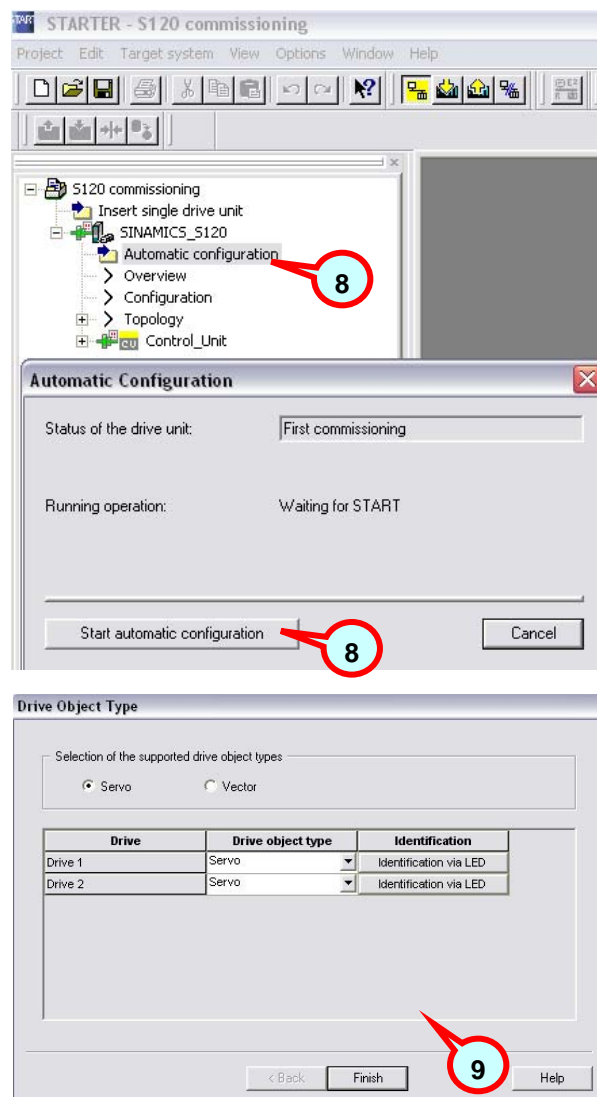 STARTER - S120 commissioning
Project Edit Target system View Options Window Help
S120 commissioning
Insert single drive unit
SINAMICS_S120
Automatic configuration
8
Overview
Configuration
Topology
CU Control_Unit
Automatic Configuration
Status of the drive unit: First commissioning
Running operation: Waiting for START
Start automatic configuration Cancel
8
Drive Object Type
Selection of the supported drive object types
Servo Vector
Drive Drive object type Identification
Drive 1 Servo Identification via LED
Drive 2 Servo Identification via LED
9
< Back Finish Help